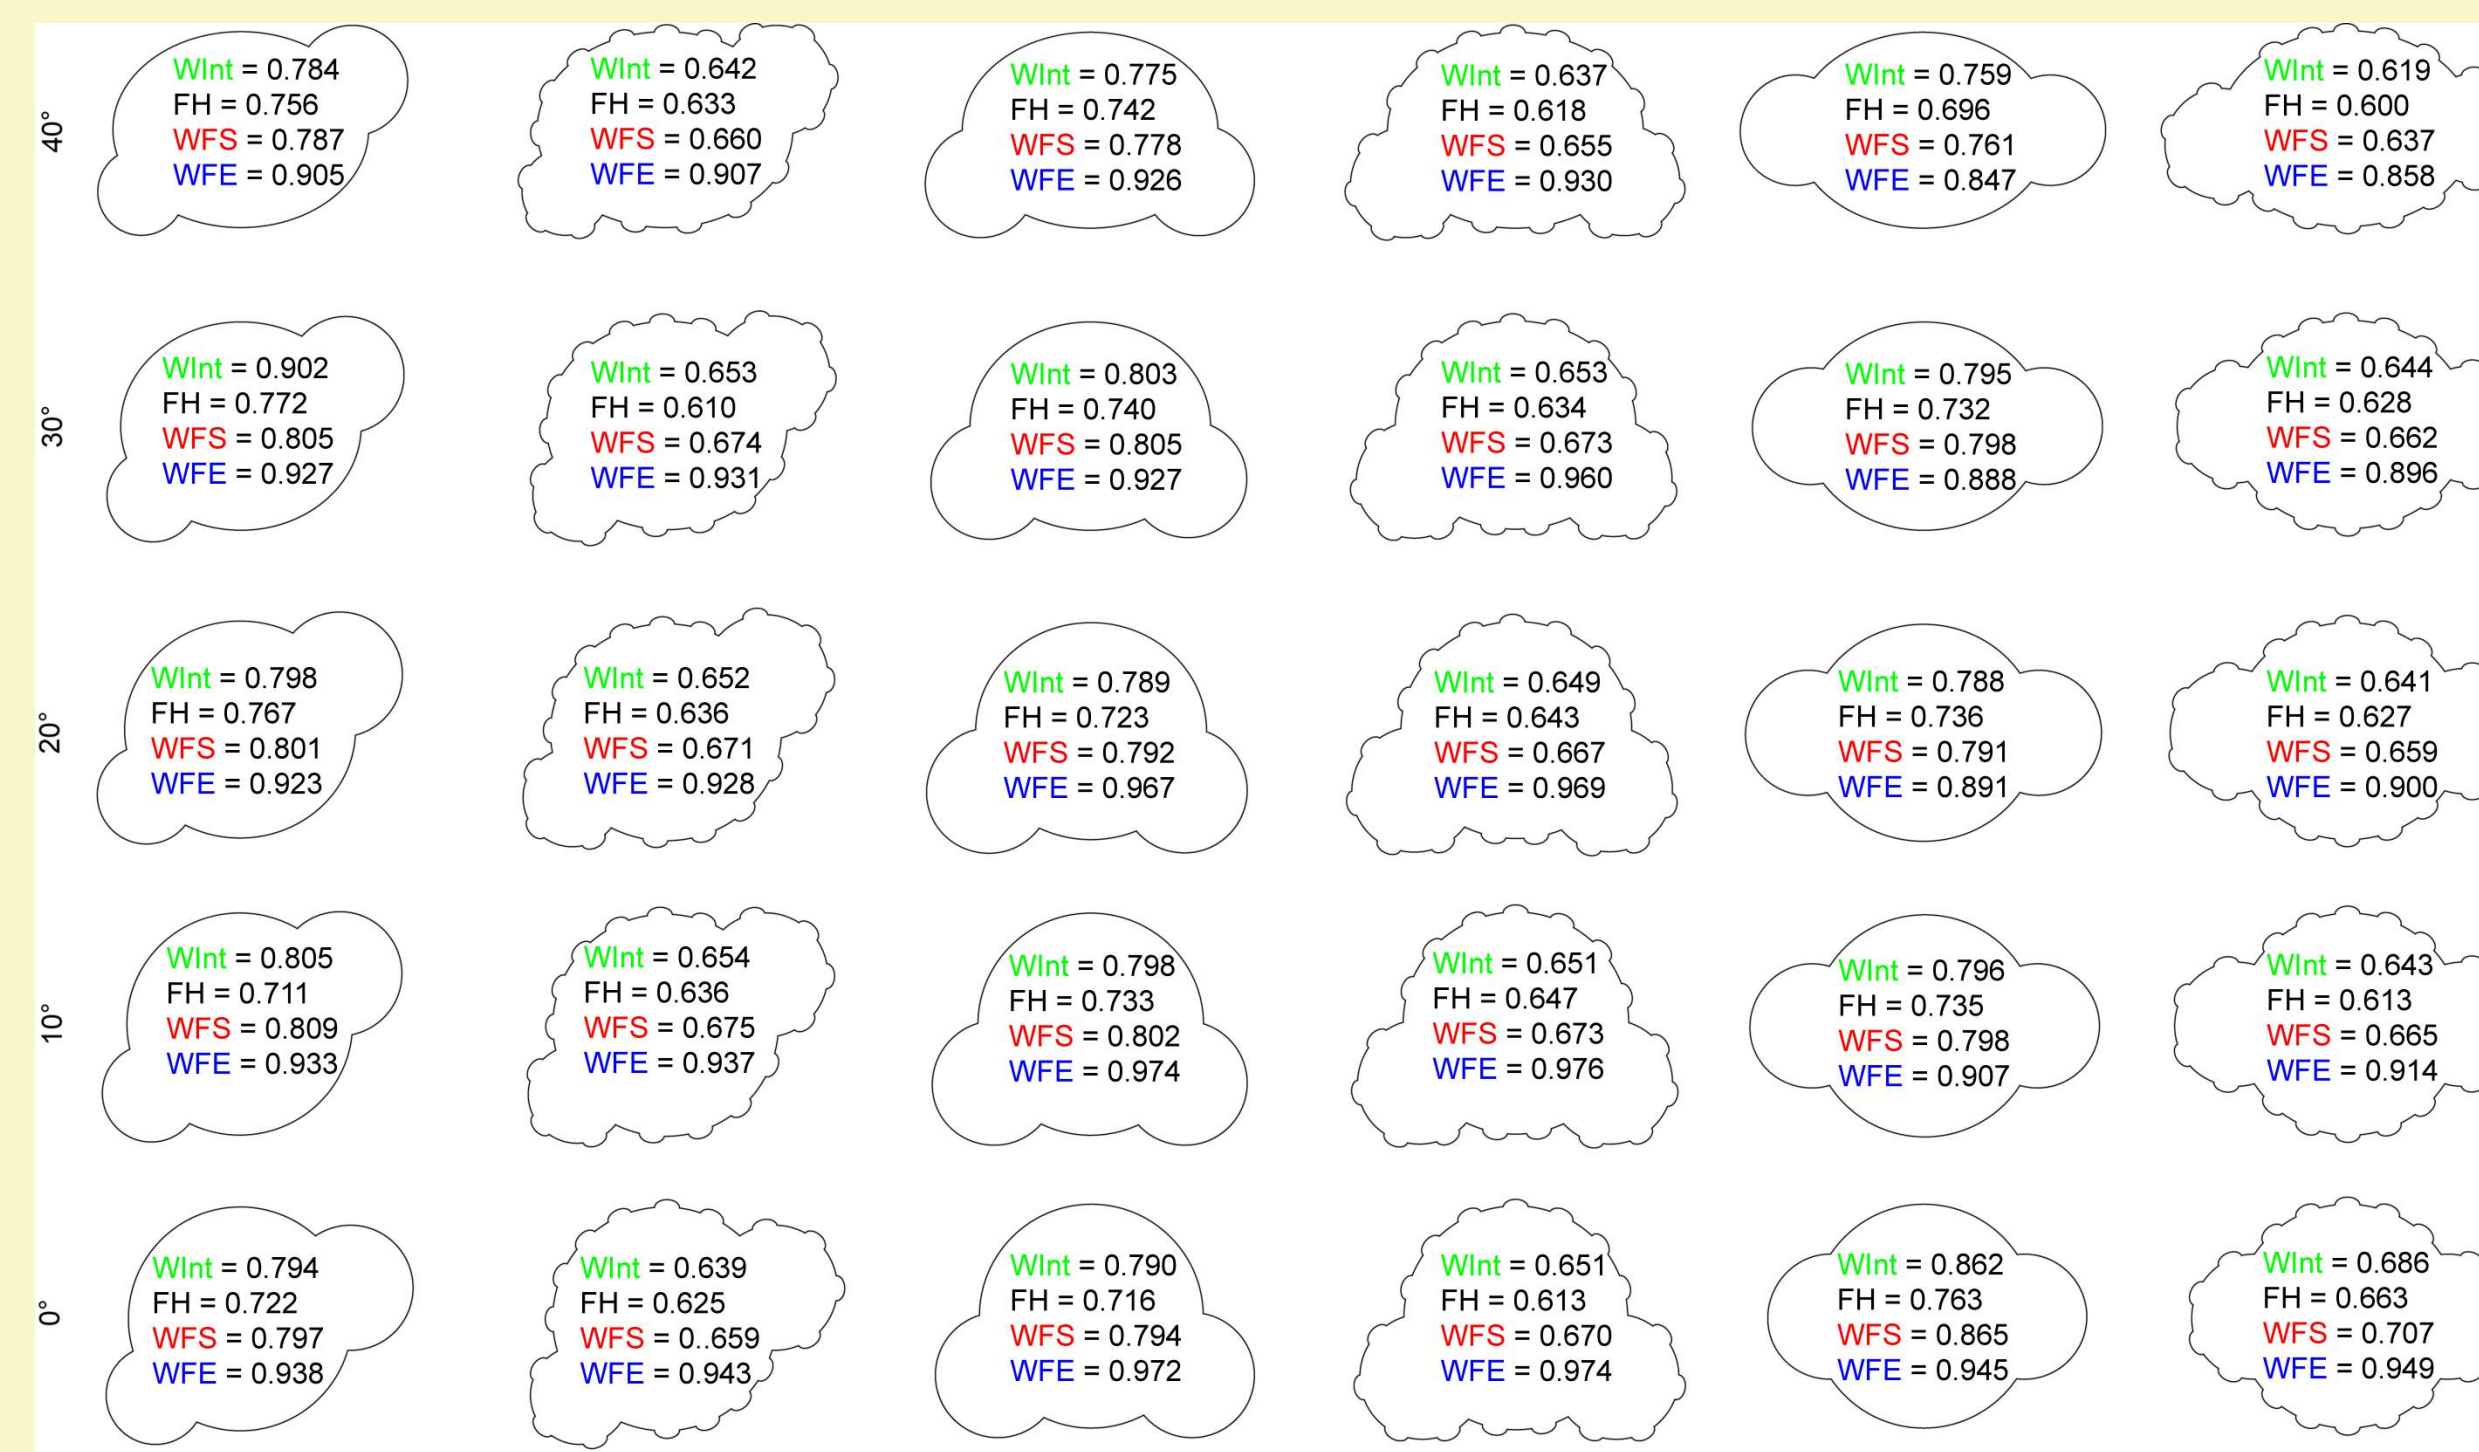 40°
WInt = 0.784
FH = 0.756
WFS = 0.787
WFE = 0.905
WInt = 0.642
FH = 0.633
WFS = 0.660
WFE = 0.907
WInt = 0.775
FH = 0.742
WFS = 0.778
WFE = 0.926
WInt = 0.637
FH = 0.618
WFS = 0.655
WFE = 0.930
WInt = 0.759
FH = 0.696
WFS = 0.761
WFE = 0.847
WInt = 0.619
FH = 0.600
WFS = 0.637
WFE = 0.858
30°
WInt = 0.902
FH = 0.772
WFS = 0.805
WFE = 0.927
WInt = 0.653
FH = 0.610
WFS = 0.674
WFE = 0.931
WInt = 0.803
FH = 0.740
WFS = 0.805
WFE = 0.927
WInt = 0.653
FH = 0.634
WFS = 0.673
WFE = 0.960
WInt = 0.795
FH = 0.732
WFS = 0.798
WFE = 0.888
WInt = 0.644
FH = 0.628
WFS = 0.662
WFE = 0.896
20°
WInt = 0.798
FH = 0.767
WFS = 0.801
WFE = 0.923
WInt = 0.652
FH = 0.636
WFS = 0.671
WFE = 0.928
WInt = 0.789
FH = 0.723
WFS = 0.792
WFE = 0.967
WInt = 0.649
FH = 0.643
WFS = 0.667
WFE = 0.969
WInt = 0.788
FH = 0.736
WFS = 0.791
WFE = 0.891
WInt = 0.641
FH = 0.627
WFS = 0.659
WFE = 0.900
10°
WInt = 0.805
FH = 0.711
WFS = 0.809
WFE = 0.933
WInt = 0.654
FH = 0.636
WFS = 0.675
WFE = 0.937
WInt = 0.798
FH = 0.733
WFS = 0.802
WFE = 0.974
WInt = 0.651
FH = 0.647
WFS = 0.673
WFE = 0.976
WInt = 0.796
FH = 0.735
WFS = 0.798
WFE = 0.907
WInt = 0.643
FH = 0.613
WFS = 0.665
WFE = 0.914
0°
WInt = 0.794
FH = 0.722
WFS = 0.797
WFE = 0.938
WInt = 0.639
FH = 0.625
WFS = 0..659
WFE = 0.943
WInt = 0.790
FH = 0.716
WFS = 0.794
WFE = 0.972
WInt = 0.651
FH = 0.613
WFS = 0.670
WFE = 0.974
WInt = 0.862
FH = 0.763
WFS = 0.865
WFE = 0.945
WInt = 0.686
FH = 0.663
WFS = 0.707
WFE = 0.949